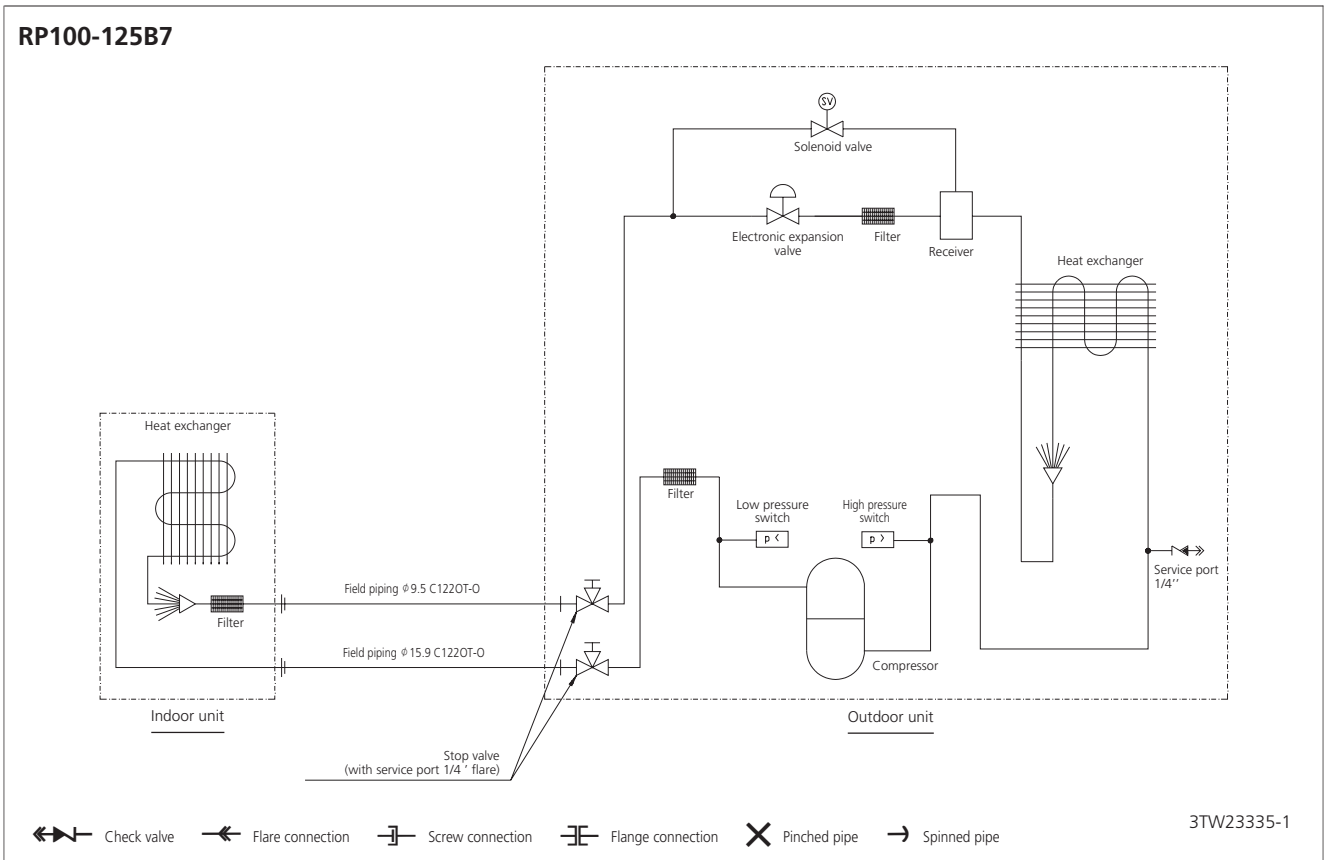 RP100-125B7
SV
Solenoid valve
Electronic expansion
valve
Filter
Receiver
Heat exchanger
Heat exchanger
Filter
Low pressure
switch
p <
High pressure
switch
p >
Service port
1/4''
Field piping φ9.5 C122OT-O
Filter
Field piping φ15.9 C122OT-O
Compressor
Indoor unit
Outdoor unit
Stop valve
(with service port 1/4 ' flare)
Check valve
Flare connection
Screw connection
Flange connection
Pinched pipe
Spinned pipe
3TW23335-1